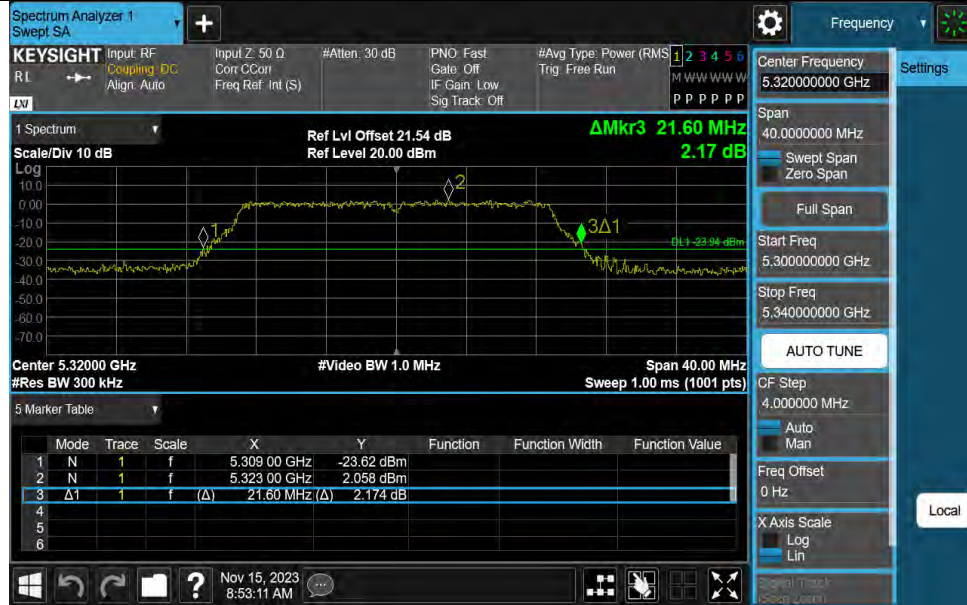 Spectrum Analyzer 1
Swept SA
Frequency
KEYSIGHT
RL
LXI
Input: RF
Coupling: DC
Align: Auto
Input Z: 50 Ω
Corr CCorr
Freq Ref: Int (S)
#Atten: 30 dB
PNO: Fast
Gate: Off
IF Gain: Low
Sig Track: Off
#Avg Type: Power (RMS
Trig: Free Run
1 2 3 4 5 6
M W W W W W
P P P P P P
Center Frequency
5.320000000 GHz
Settings
1 Spectrum
Scale/Div 10 dB
Ref Lvl Offset 21.54 dB
Ref Level 20.00 dBm
ΔMkr3 21.60 MHz
2.17 dB
Span
40.0000000 MHz
Swept Span
Zero Span
Full Span
Start Freq
5.300000000 GHz
Stop Freq
5.340000000 GHz
AUTO TUNE
CF Step
4.000000 MHz
Auto
Man
Freq Offset
0 Hz
X Axis Scale
Log
Lin
Local
Log
10.0
0.00
-10.0
-20.0
-30.0
-40.0
-50.0
-60.0
-70.0
1
2
3Δ1
DL1 -23.94 dBm
Center 5.32000 GHz
#Res BW 300 kHz
#Video BW 1.0 MHz
Span 40.00 MHz
Sweep 1.00 ms (1001 pts)
5 Marker Table
Mode Trace Scale X Y Function Function Width Function Value
1 N 1 f 5.309 00 GHz -23.62 dBm
2 N 1 f 5.323 00 GHz 2.058 dBm
3 Δ1 1 f (Δ) 21.60 MHz (Δ) 2.174 dB
4
5
6
?
Nov 15, 2023
8:53:11 AM
Signal Track
(Span Zoom)